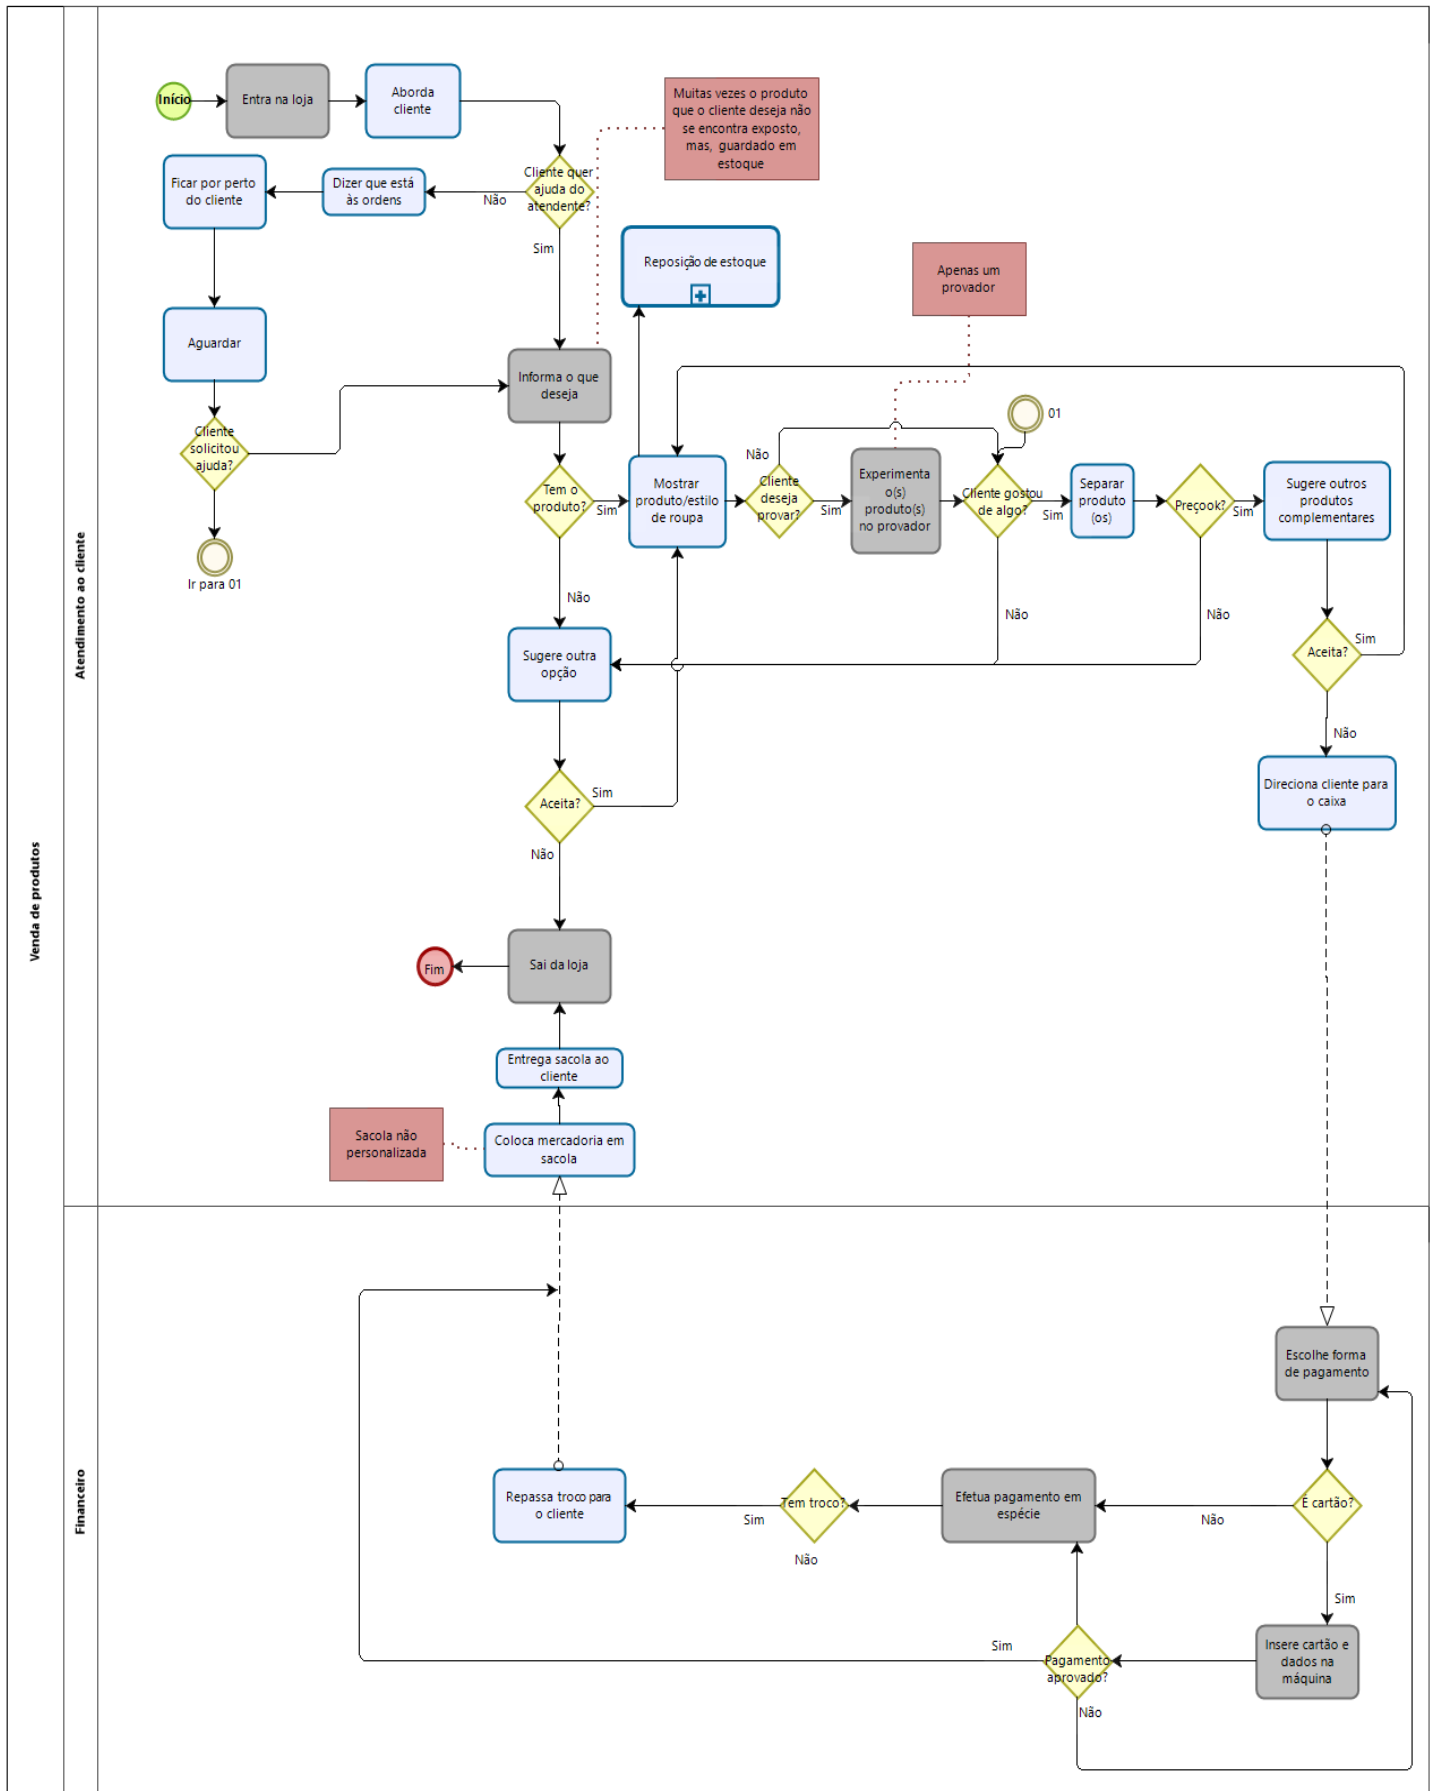 Venda de produtos
Atendimento ao cliente
Início
Entra na loja
Aborda
cliente
Muitas vezes o produto
que o cliente deseja não
se encontra exposto,
mas, guardado em
estoque
Ficar por perto
do cliente
Dizer que está
às ordens
Não
Cliente quer
ajuda do
atendente?
Sim
Reposição de estoque
Apenas um
provador
Aguardar
Informa o que
deseja
01
Cliente
solicitou
ajuda?
Ir para 01
Tem o
produto?
Sim
Mostrar
produto/estilo
de roupa
Não
Cliente
deseja
provar?
Sim
Experimenta
o(s)
produto(s)
no provador
Cliente gostou
de algo?
Sim
Separar
produto
(os)
Preçook?
Sim
Sugere outros
produtos
complementares
Não
Não
Não
Sugere outra
opção
Aceita?
Sim
Não
Aceita?
Sim
Não
Direciona cliente para
o caixa
Sai da loja
Fim
Entrega sacola ao
cliente
Sacola não
personalizada
Coloca mercadoria em
sacola
Financeiro
Escolhe forma
de pagamento
Repassa troco para
o cliente
Sim
Tem troco?
Não
Efetua pagamento em
espécie
Não
É cartão?
Sim
Sim
Pagamento
aprovado?
Não
Insere cartão e
dados na
máquina